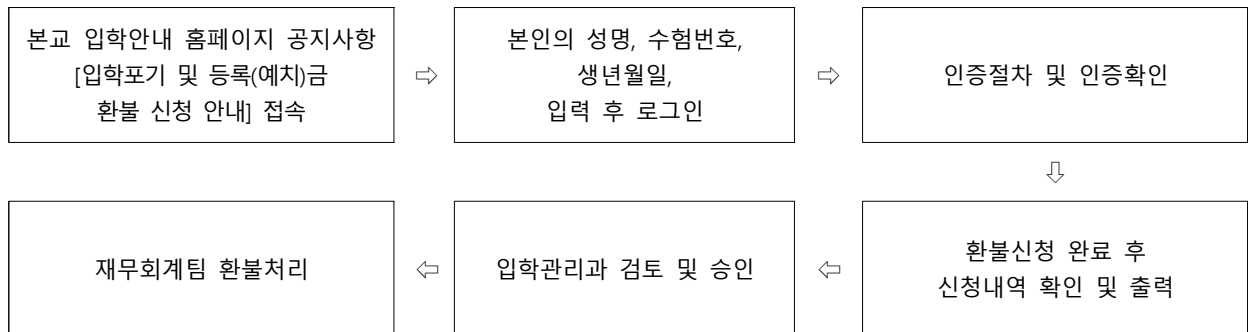 본교 입학안내 홈페이지 공지사항
[입학포기 및 등록(예치)금
환불 신청 안내] 접속
⇨
본인의 성명, 수험번호,
생년월일,
입력 후 로그인
⇨
인증절차 및 인증확인
⇩
환불신청 완료 후
신청내역 확인 및 출력
⇦
입학관리과 검토 및 승인
⇦
재무회계팀 환불처리